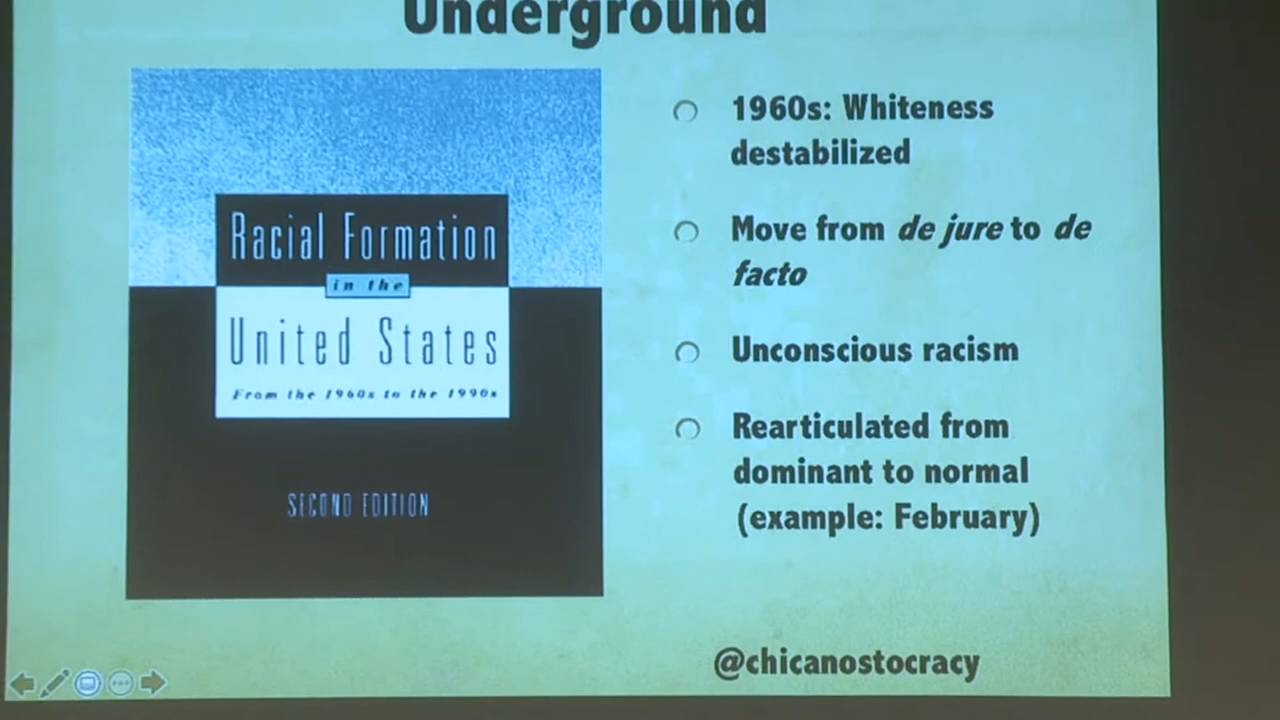 Underground
Racial Formation
in the
United States
From the 1960s to the 1990s
SECOND EDITION
1960s: Whiteness
destabilized
Move from de jure to de
facto
Unconscious racism
Rearticulated from
dominant to normal
(example: February)
@chicanostocracy